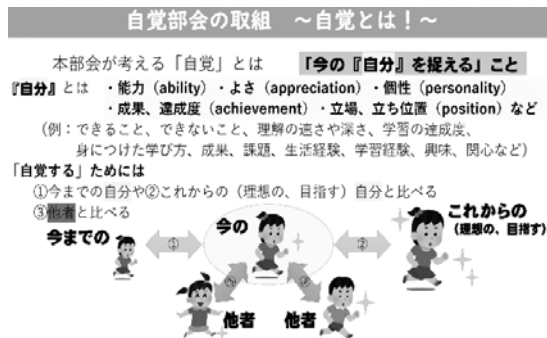 自覚部会の取組 ~自覚とは!~
本部会が考える「自覚」とは 「今の『自分』を捉える」こと
『自分』とは ・能力(ability)・よさ(appreciation)・個性(personality)
・成果、達成度(achievement)・立場、立ち位置(position)など
(例:できること、できないこと、理解の速さや深さ、学習の達成度、
身につけた学び方、成果、課題、生活経験、学習経験、興味、関心など)
「自覚する」ためには
①今までの自分や②これからの(理想の、目指す)自分と比べる
③他者と比べる
今までの
①
今の
②
これからの
(理想の、目指す)
③
③
他者
他者